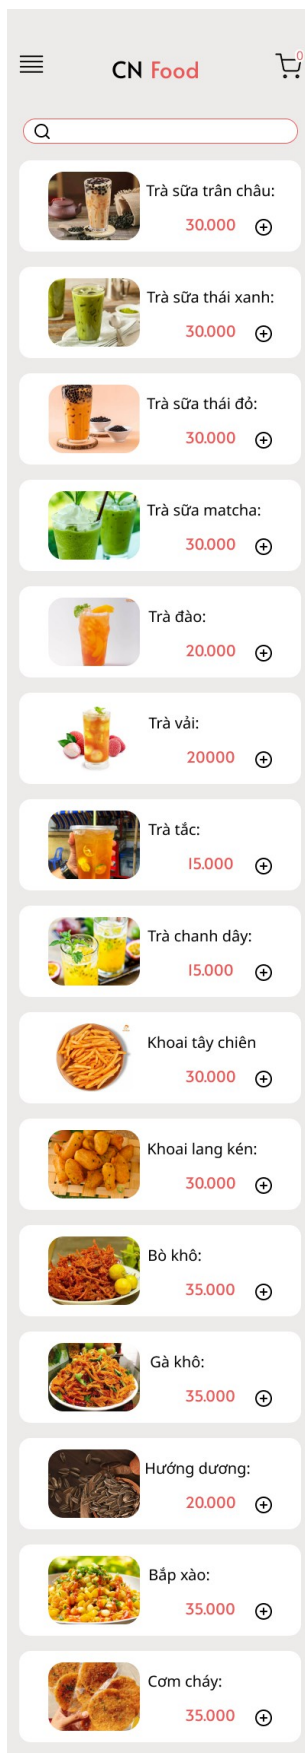 CN Food
0
Trà sữa trân châu:
30.000
Trà sữa thái xanh:
30.000
Trà sữa thái đỏ:
30.000
Trà sữa matcha:
30.000
Trà đào:
20.000
Trà vải:
20000
Trà tắc:
15.000
Trà chanh dây:
15.000
Khoai tây chiên
30.000
Khoai lang kén:
30.000
Bò khô:
35.000
Gà khô:
35.000
Hướng dương:
20.000
Bắp xào:
35.000
Cơm cháy:
35.000